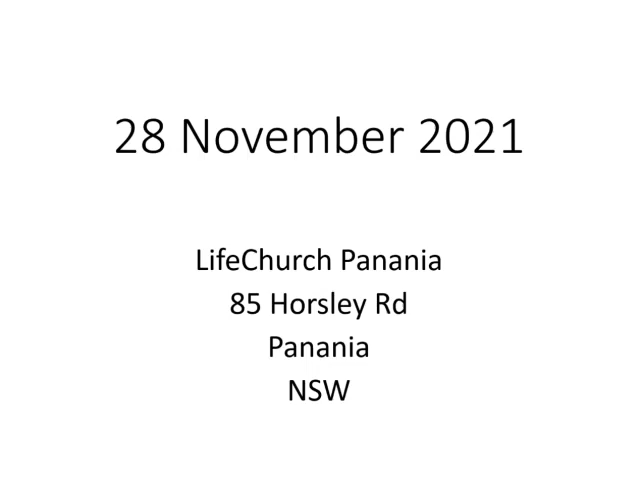 28 November 2021
LifeChurch Panania
85 Horsley Rd
Panania
NSW